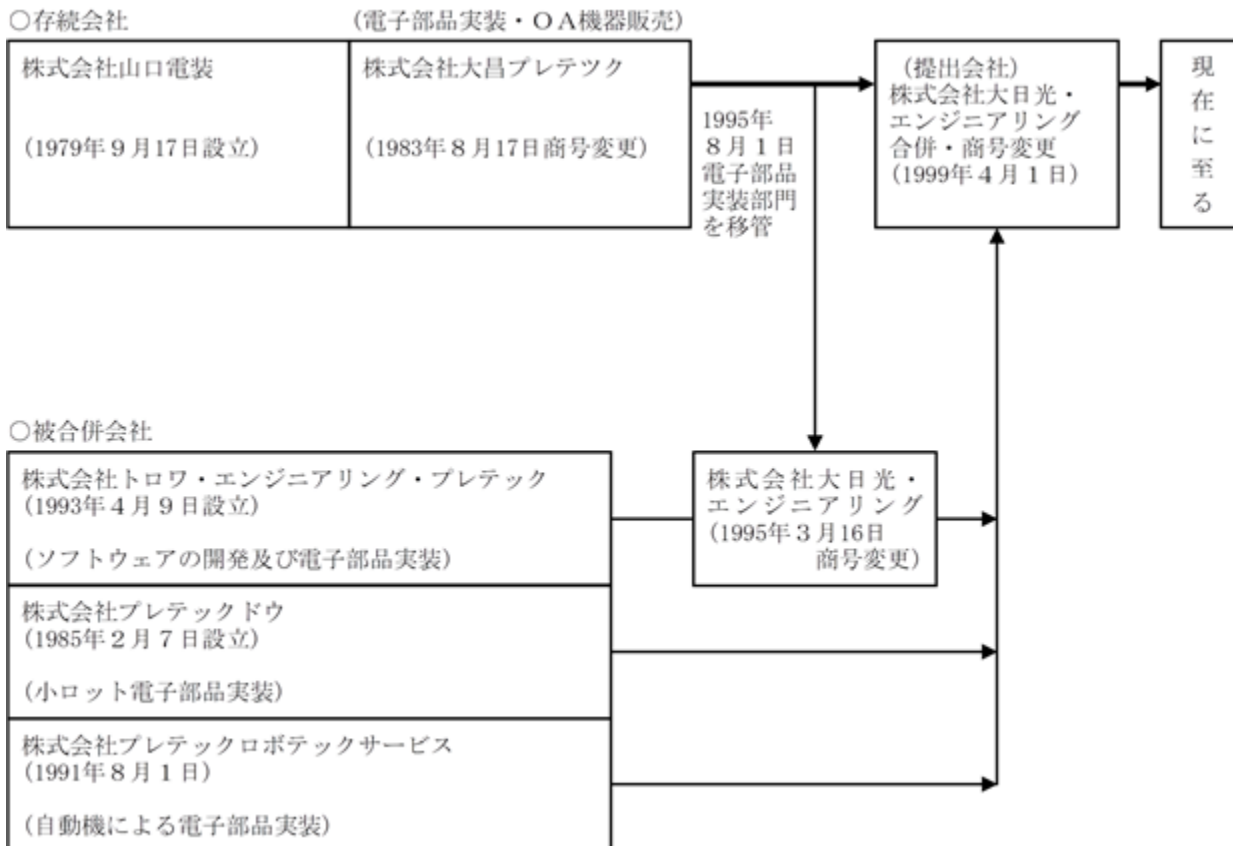 ○存続会社
(電子部品実装・OA機器販売)
株式会社山口電装
(1979年9月17日設立)
株式会社大昌プレテツク
(1983年8月17日商号変更)
1995年
8月1日
電子部品
実装部門
を移管
(提出会社)
株式会社大日光・
エンジニアリング
合併・商号変更
(1999年4月1日)
現
在
に
至
る
○被合併会社
株式会社トロワ・エンジニアリング・プレテック
(1993年4月9日設立)
(ソフトウェアの開発及び電子部品実装)
株式会社大日光・
エンジニアリング
(1995年3月16日
商号変更)
株式会社プレテックドウ
(1985年2月7日設立)
(小ロット電子部品実装)
株式会社プレテックロボテックサービス
(1991年8月1日)
(自動機による電子部品実装)